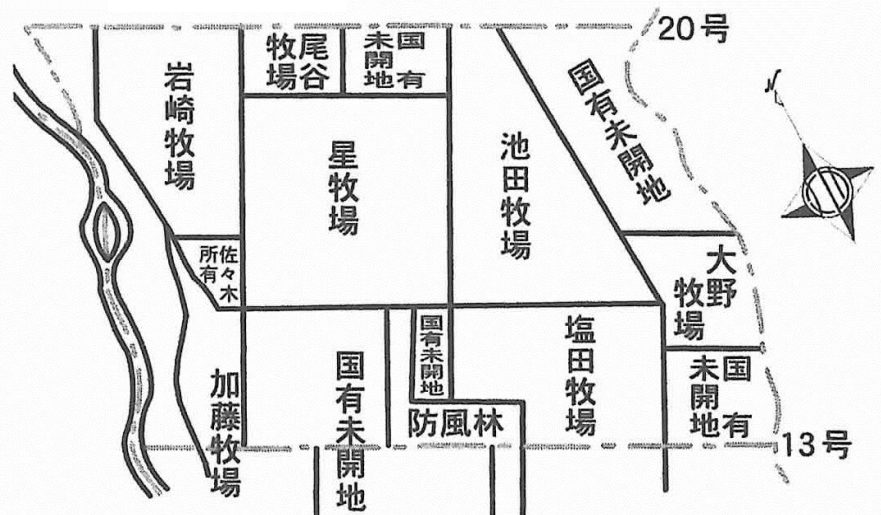 20号
尾谷
牧場
国有
未開地
国有未開地
岩崎牧場
星牧場
池田牧場
N
佐々木
所有
大野
牧場
国有未開地
塩田牧場
国有
未開地
加藤牧場
国有未開地
防風林
13号